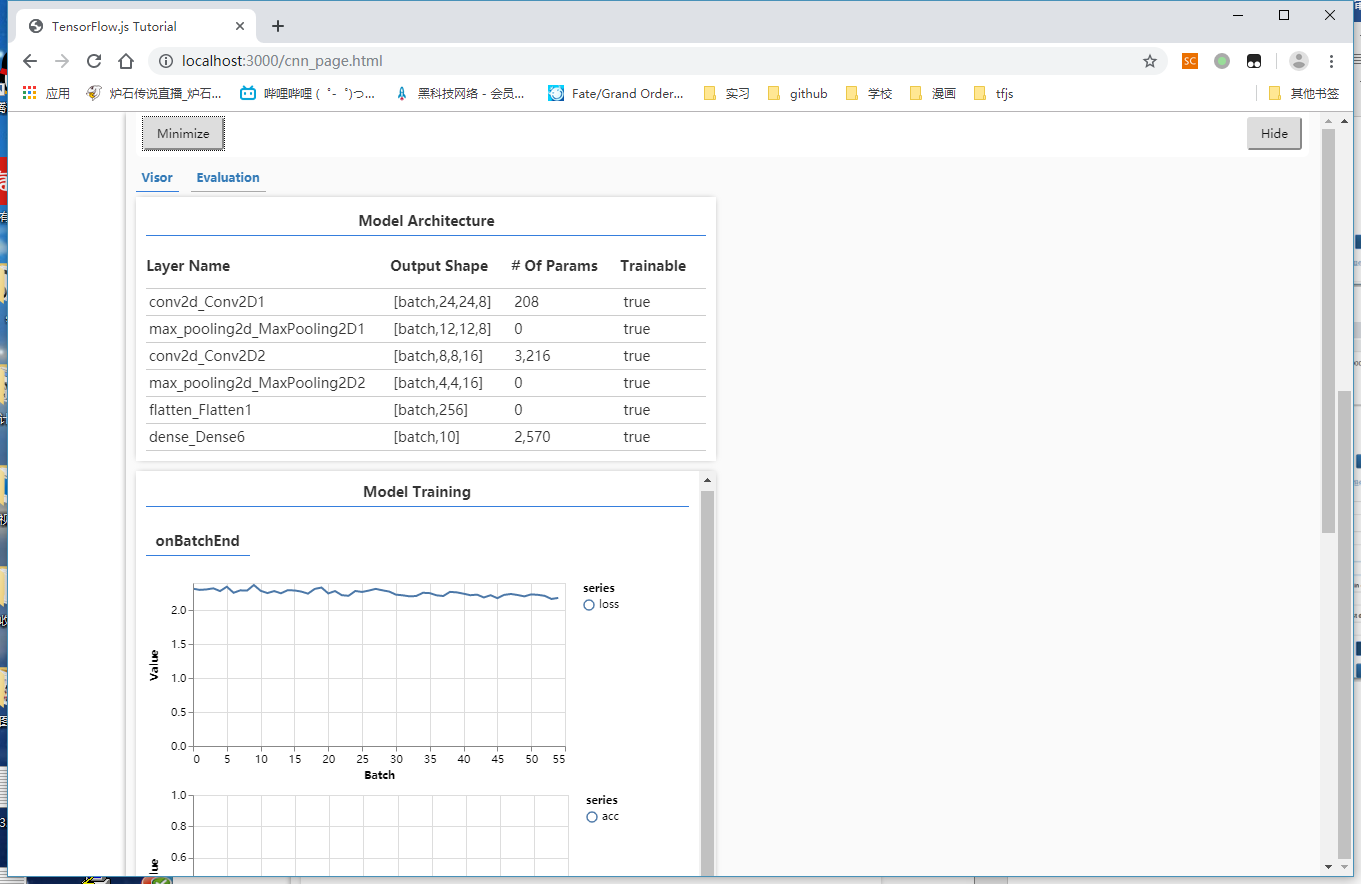 TensorFlow.js Tutorial
localhost:3000/cnn_page.html
SC
应用 炉石传说直播_炉石... 哔哩哔哩 (゜-゜)つ... 黑科技网络 - 会员... Fate/Grand Order... 实习 github 学校 漫画 tfjs 其他书签
Minimize Hide
Visor Evaluation
Model Architecture
Layer Name Output Shape # Of Params Trainable
conv2d_Conv2D1 [batch,24,24,8] 208 true
max_pooling2d_MaxPooling2D1 [batch,12,12,8] 0 true
conv2d_Conv2D2 [batch,8,8,16] 3,216 true
max_pooling2d_MaxPooling2D2 [batch,4,4,16] 0 true
flatten_Flatten1 [batch,256] 0 true
dense_Dense6 [batch,10] 2,570 true
Model Training
onBatchEnd
series
loss
2.0
1.5
1.0
0.5
0.0
Value
0 5 10 15 20 25 30 35 40 45 50 55
Batch
series
acc
1.0
0.8
0.6